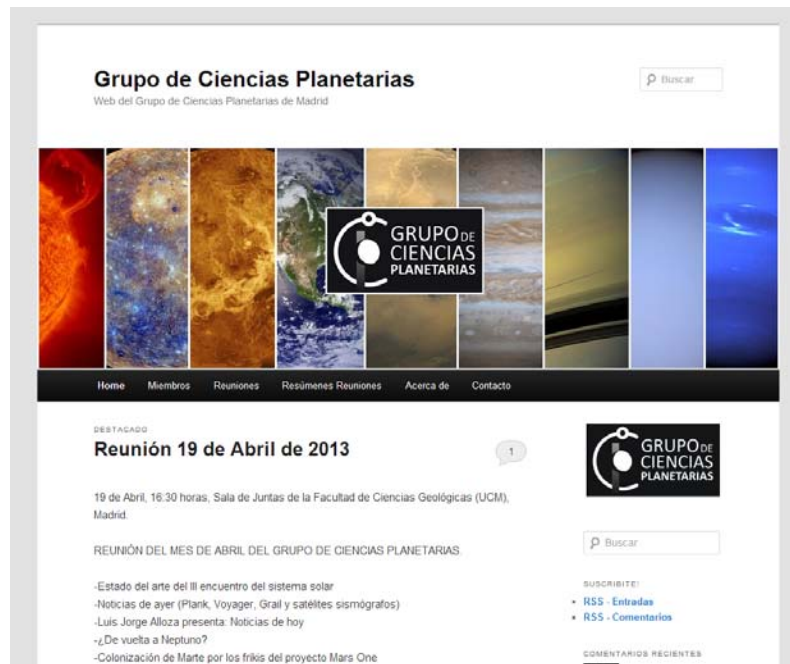 Grupo de Ciencias Planetarias
Web del Grupo de Ciencias Planetarias de Madrid
Buscar
GRUPO DE
CIENCIAS
PLANETARIAS
Home Miembros Reuniones Resúmenes Reuniones Acerca de Contacto
DESTACADO
Reunión 19 de Abril de 2013
1
19 de Abril, 16:30 horas, Sala de Juntas de la Facultad de Ciencias Geológicas (UCM),
Madrid.
REUNIÓN DEL MES DE ABRIL DEL GRUPO DE CIENCIAS PLANETARIAS.
-Estado del arte del III encuentro del sistema solar
-Noticias de ayer (Plank, Voyager, Grail y satélites sismógrafos)
-Luis Jorge Alloza presenta: Noticias de hoy
-¿De vuelta a Neptuno?
-Colonización de Marte por los frikis del proyecto Mars One
GRUPO DE
CIENCIAS
PLANETARIAS
Buscar
SUSCRIBITE!
RSS - Entradas
RSS - Comentarios
COMENTARIOS RECIENTES